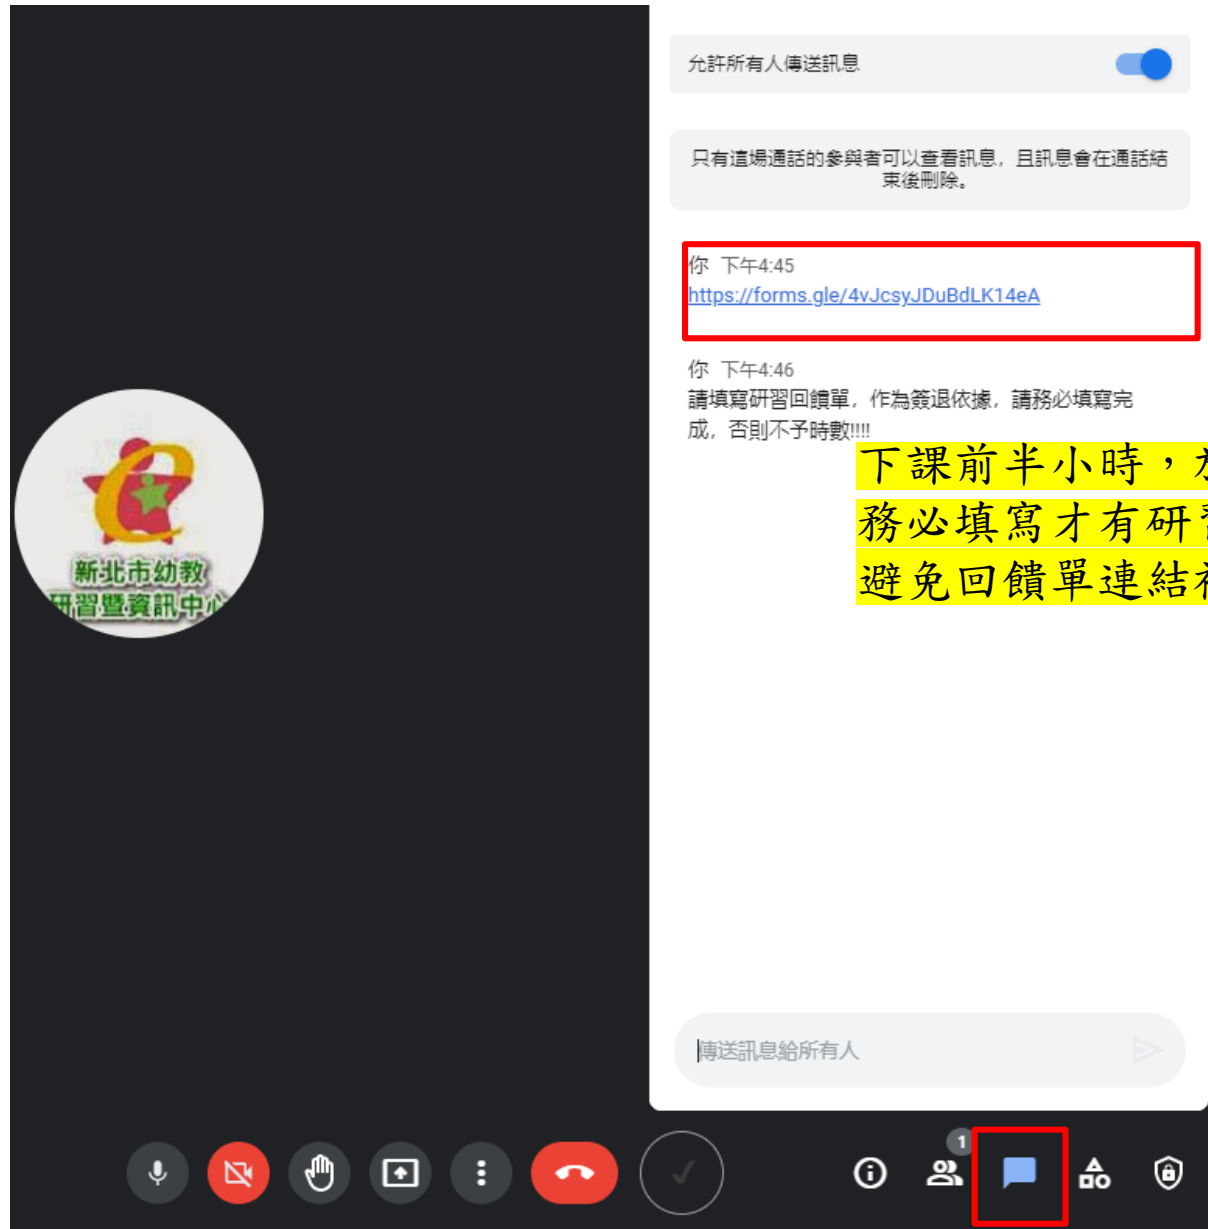 允許所有人傳送訊息
只有這場通話的參與者可以查看訊息，且訊息會在通話結
束後刪除。
你 下午4:45
https://forms.gle/4vJcsyJDuBdLK14eA
你 下午4:46
請填寫研習回饋單，作為簽退依據，請務必填寫完
成，否則不予時數!!!!
下課前半小時，
務必填寫才有研
避免回饋單連結
新北市幼教
研習暨資訊中心
傳送訊息給所有人
1